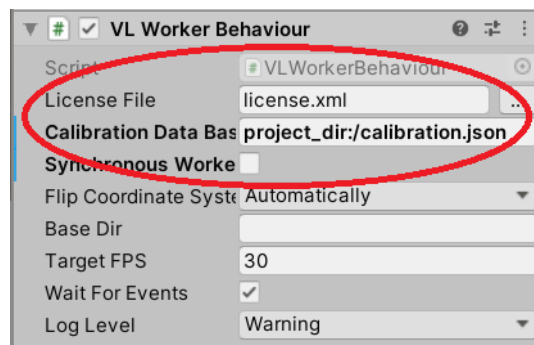 VL Worker Behaviour
Script VLWorkerBehaviour
License File license.xml ...
Calibration Data Bas project_dir:/calibration.json
Synchronous Worke
Flip Coordinate Syste Automatically
Base Dir
Target FPS 30
Wait For Events
Log Level Warning